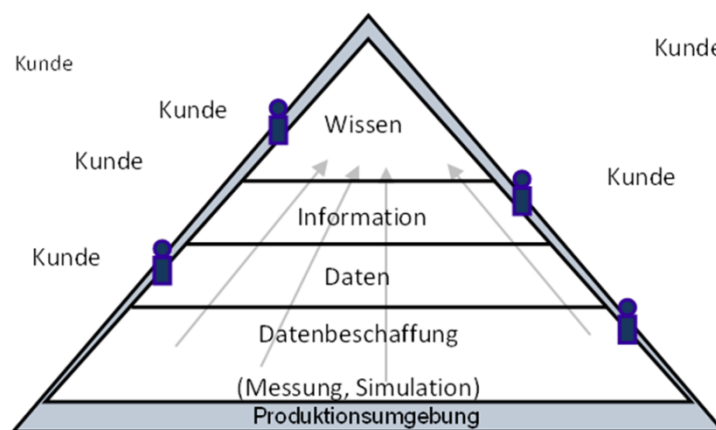 Kunde
Kunde
Kunde
Wissen
Kunde
Kunde
Information
Kunde
Daten
Datenbeschaffung
(Messung, Simulation)
Produktionsumgebung